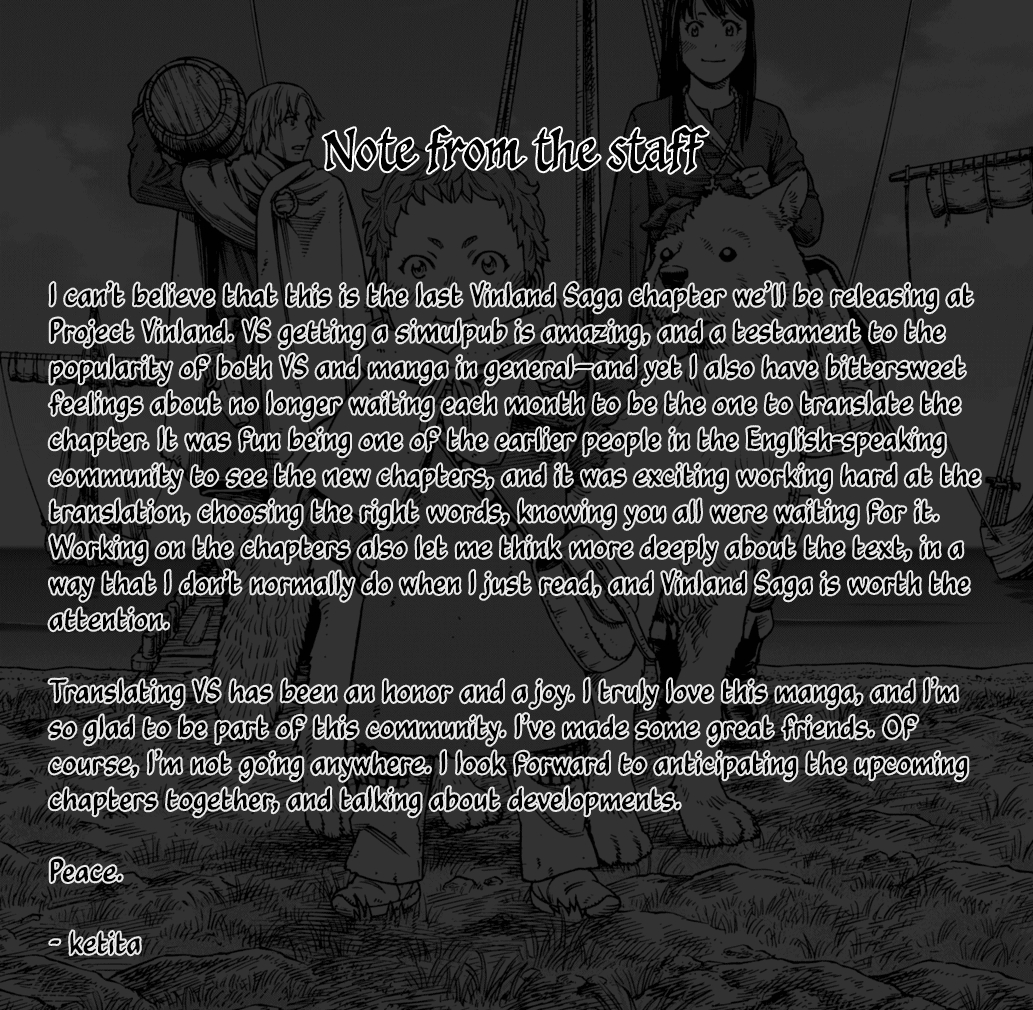 Note from the staff
I can't believe that this is the last Vinland Saga chapter we'll be releasing at
Project Vinland. VS getting a simulpub is amazing, and a testament to the
popularity of both VS and manga in general—and yet I also have bittersweet
feelings about no longer waiting each month to be the one to translate the
chapter. It was fun being one of the earlier people in the English-speaking
community to see the new chapters, and it was exciting working hard at the
translation, choosing the right words, knowing you all were waiting for it.
Working on the chapters also let me think more deeply about the text, in a
way that I don't normally do when I just read, and Vinland Saga is worth the
attention.
Translating VS has been an honor and a joy. I truly love this manga, and I'm
so glad to be part of this community. I've made some great friends. Of
course, I'm not going anywhere. I look forward to anticipating the upcoming
chapters together, and talking about developments.
Peace.
- ketita